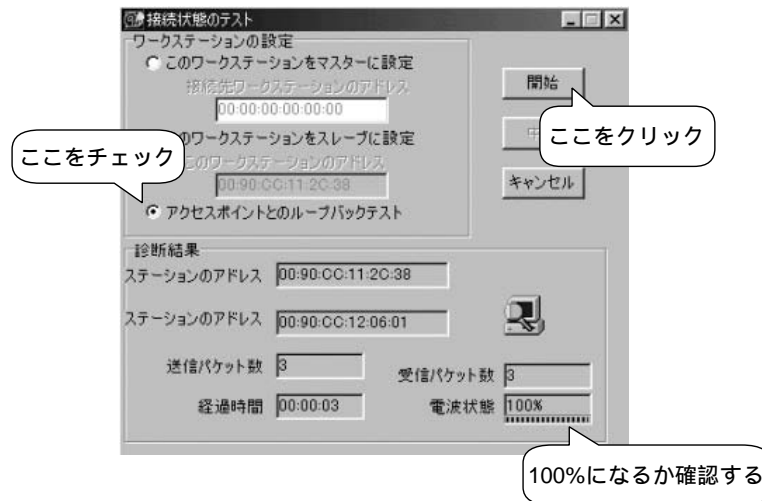 接続状態のテスト
ワークステーションの設定
このワークステーションをマスターに設定
接続先ワークステーションのアドレス
00:00:00:00:00:00
のワークステーションをスレーブに設定
このワークステーションのアドレス
00:90:CC:11:2C:38
アクセスポイントとのループバックテスト
開始
中
キャンセル
ここをチェック
ここをクリック
診断結果
ステーションのアドレス 00:90:CC:11:2C:38
ステーションのアドレス 00:90:CC:12:06:01
送信パケット数 3
受信パケット数 3
経過時間 00:00:03
電波状態 100%
100%になるか確認する